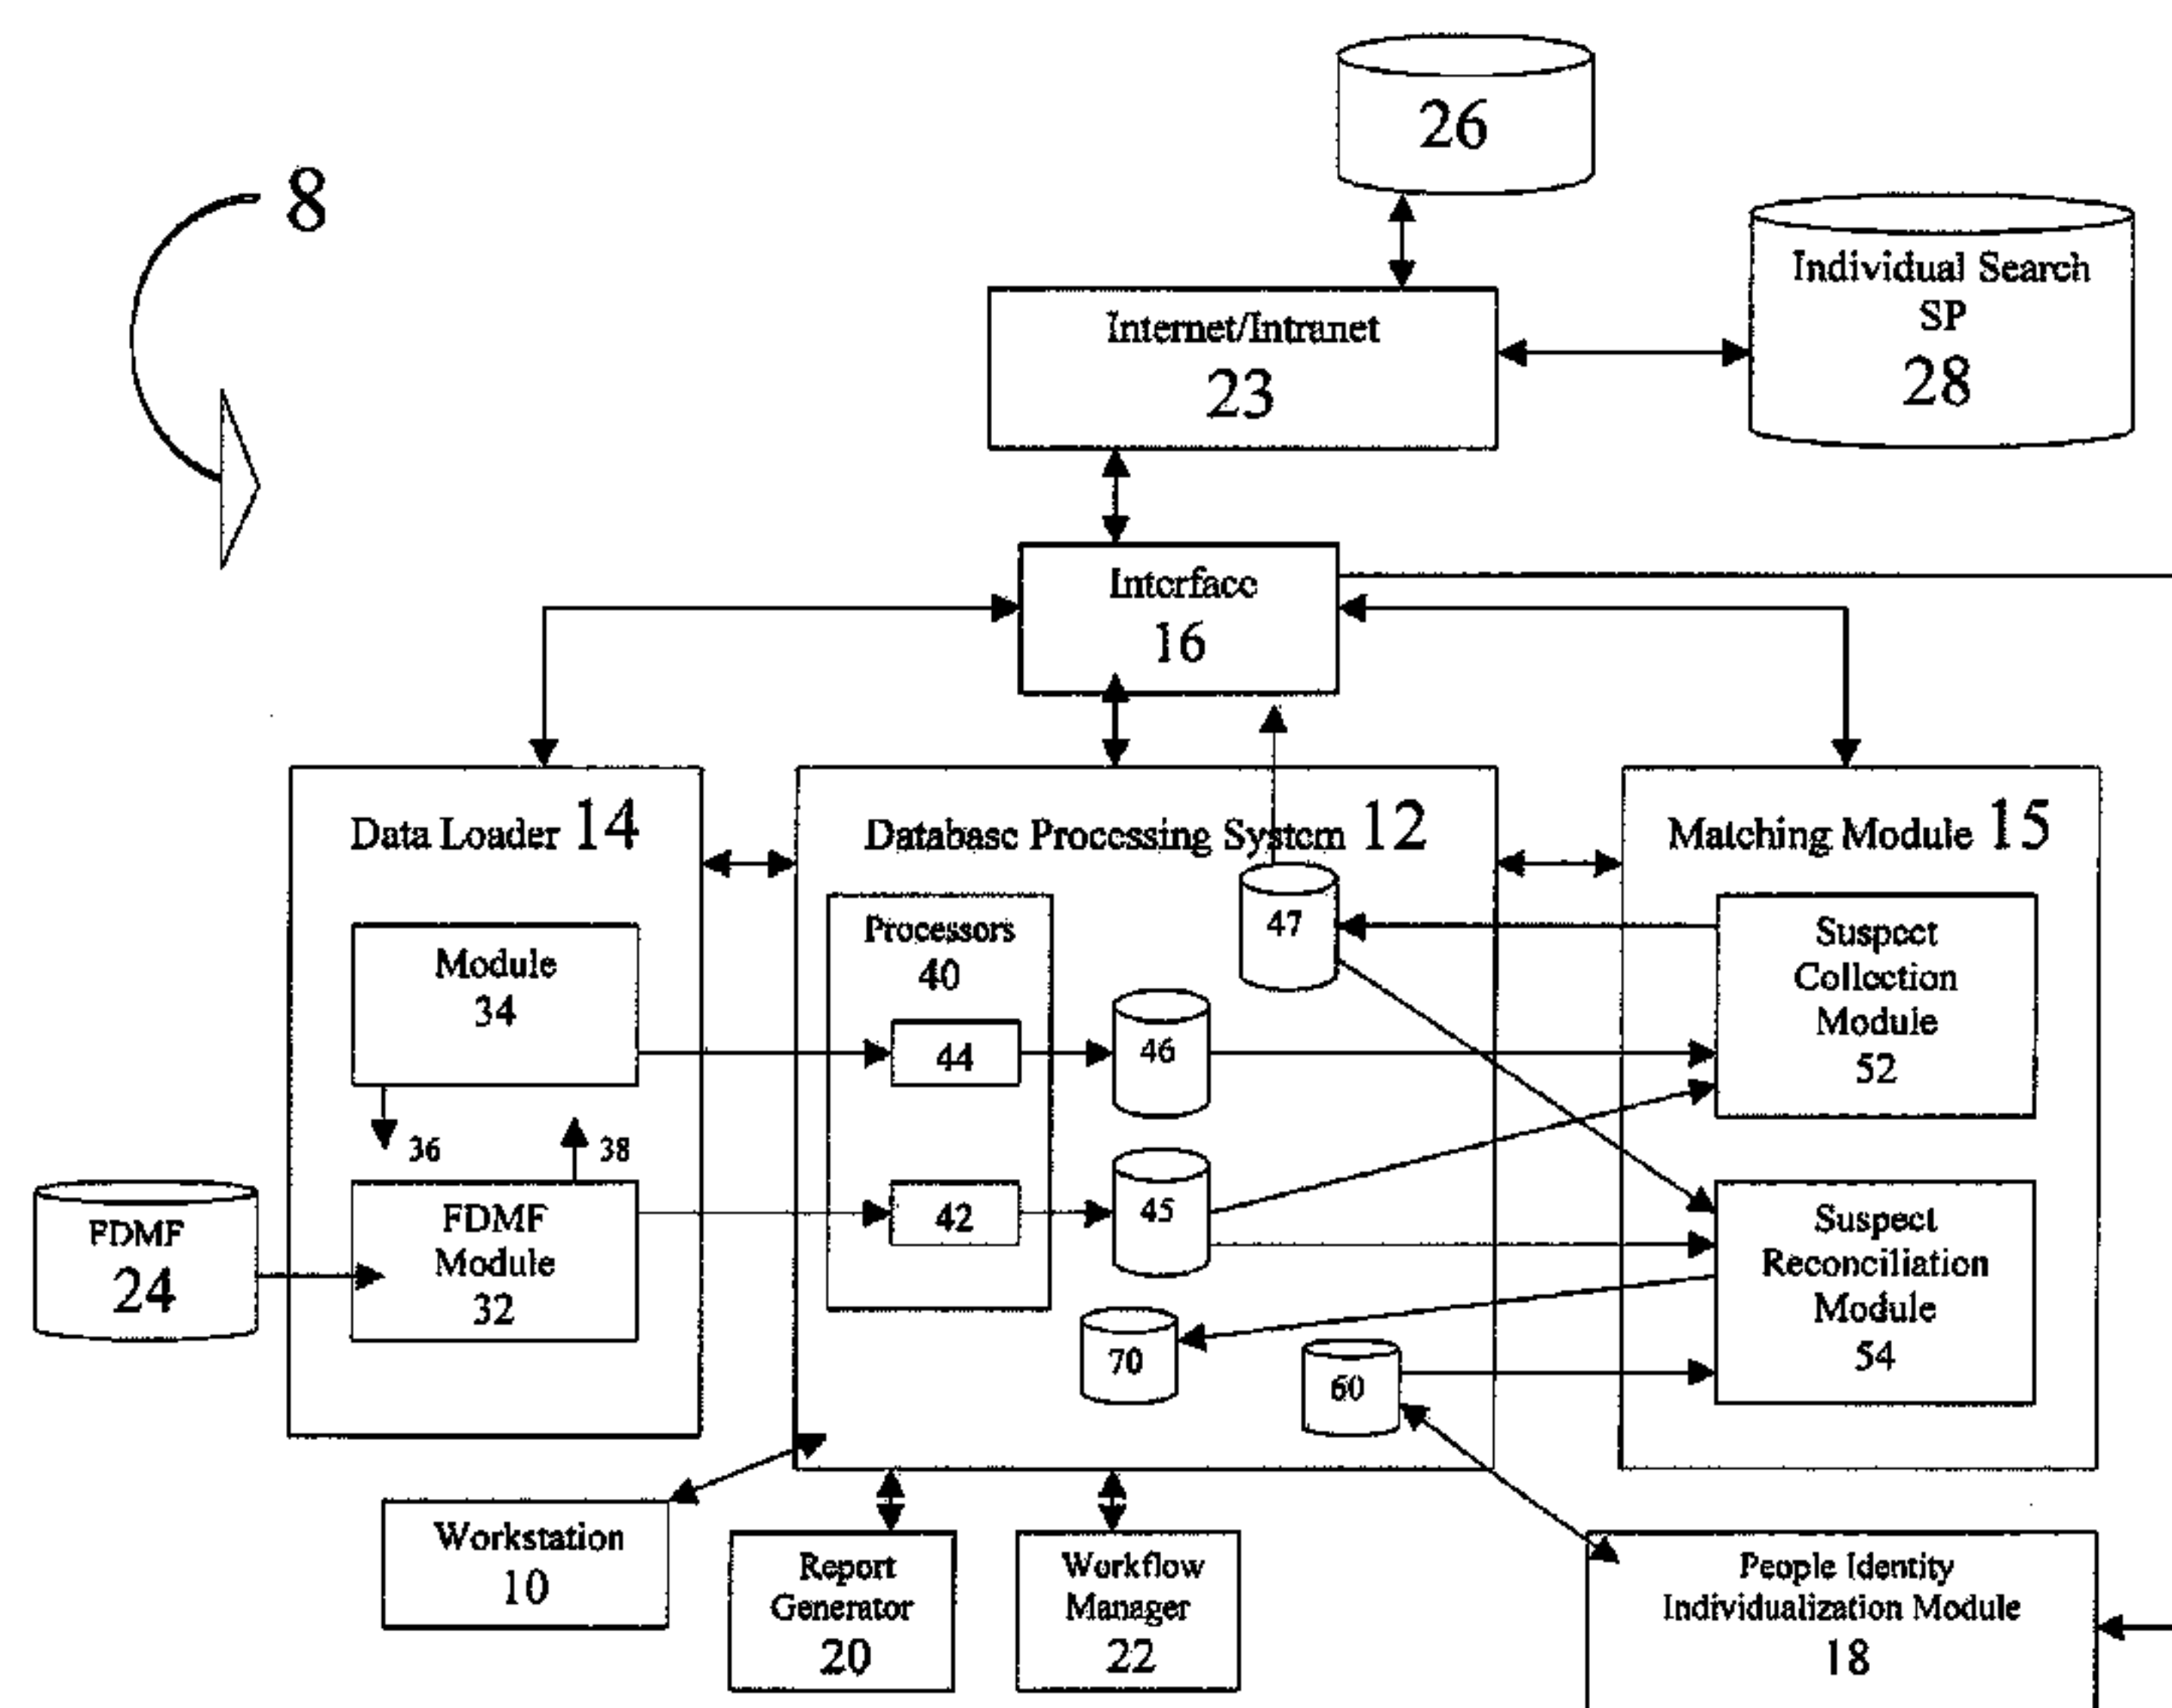 26
8
Individual Search
SP
28
Internet/Intranet
23
Interface
16
Data Loader 14
Database Processing System 12
Matching Module 15
Module
34
36
38
FDMF
24
FDMF
Module
32
Processors
40
44
42
47
46
45
70
60
Suspect
Collection
Module
52
Suspect
Reconciliation
Module
54
Workstation
10
Report
Generator
20
Workflow
Manager
22
People Identity
Individualization Module
18